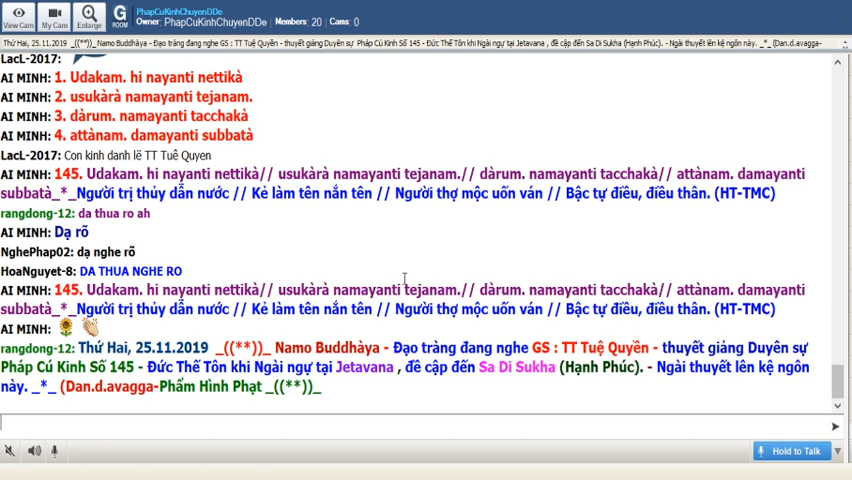 PhapCuKinhChuyenDDe
Owner: PhapCuKinhChuyenDDe Members: 20 Cams: 0
View Cam My Cam Enlarge G ROOM
Thứ Hai, 25.11.2019 _((**))_ Namo Buddhàya - Đạo tràng đang nghe GS : TT Tuệ Quyền - thuyết giảng Duyên sự Pháp Cú Kinh Số 145 - Đức Thế Tôn khi Ngài ngự tại Jetavana , đề cập đến Sa Di Sukha (Hạnh Phúc). - Ngài thuyết lên kệ ngôn này. _*_ (Dan.d.avagga-
LacL-2017:
AI MINH: 1. Udakam. hi nayanti nettikà
AI MINH: 2. usukàrà namayanti tejanam.
AI MINH: 3. dàrum. namayanti tacchakà
AI MINH: 4. attànam. damayanti subbatà
LacL-2017: Con kinh danh lễ TT Tuê Quyen
AI MINH: 145. Udakam. hi nayanti nettikà// usukàrà namayanti tejanam.// dàrum. namayanti tacchakà// attànam. damayanti
subbatà_*_Người trị thủy dẫn nước // Kẻ làm tên nắn tên // Người thợ mộc uốn ván // Bậc tự điều, điều thân. (HT-TMC)
rangdong-12: da thua ro ah
AI MINH: Dạ rõ
NghePhap02: dạ nghe rõ
HoaNguyet-8: DA THUA NGHE RO
AI MINH: 145. Udakam. hi nayanti nettikà// usukàrà namayanti tejanam.// dàrum. namayanti tacchakà// attànam. damayanti
subbatà_*_Người trị thủy dẫn nước // Kẻ làm tên nắn tên // Người thợ mộc uốn ván // Bậc tự điều, điều thân. (HT-TMC)
AI MINH:
rangdong-12: Thứ Hai, 25.11.2019 _((**))_ Namo Buddhàya - Đạo tràng đang nghe GS : TT Tuệ Quyền - thuyết giảng Duyên sự
Pháp Cú Kinh Số 145 - Đức Thế Tôn khi Ngài ngự tại Jetavana , đề cập đến Sa Di Sukha (Hạnh Phúc). - Ngài thuyết lên kệ ngôn
này. _*_ (Dan.d.avagga-Phẩm Hình Phạt _((**))_
Hold to Talk